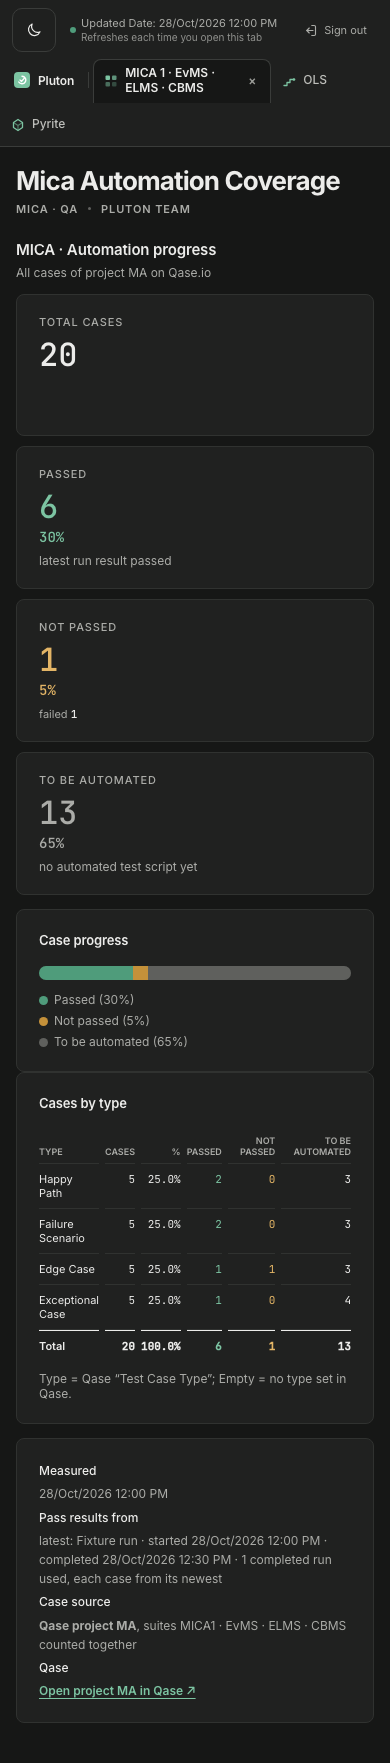 Updated Date: 28/Oct/2026 12:00 PM
Refreshes each time you open this tab
Sign out
Pluton
MICA 1 · EvMS ·
ELMS · CBMS
×
OLS
Pyrite
Mica Automation Coverage
MICA · QA • PLUTON TEAM
MICA · Automation progress
All cases of project MA on Qase.io
TOTAL CASES
20
PASSED
6
30%
latest run result passed
NOT PASSED
1
5%
failed 1
TO BE AUTOMATED
13
65%
no automated test script yet
Case progress
Passed (30%)
Not passed (5%)
To be automated (65%)
Cases by type
TYPE CASES % PASSED NOT PASSED TO BE AUTOMATED
Happy Path 5 25.0% 2 0 3
Failure Scenario 5 25.0% 2 0 3
Edge Case 5 25.0% 1 1 3
Exceptional Case 5 25.0% 1 0 4
Total 20 100.0% 6 1 13
Type = Qase “Test Case Type”; Empty = no type set in
Qase.
Measured
28/Oct/2026 12:00 PM
Pass results from
latest: Fixture run · started 28/Oct/2026 12:00 PM ·
completed 28/Oct/2026 12:30 PM · 1 completed run
used, each case from its newest
Case source
Qase project MA, suites MICA1 · EvMS · ELMS · CBMS
counted together
Qase
Open project MA in Qase ↗